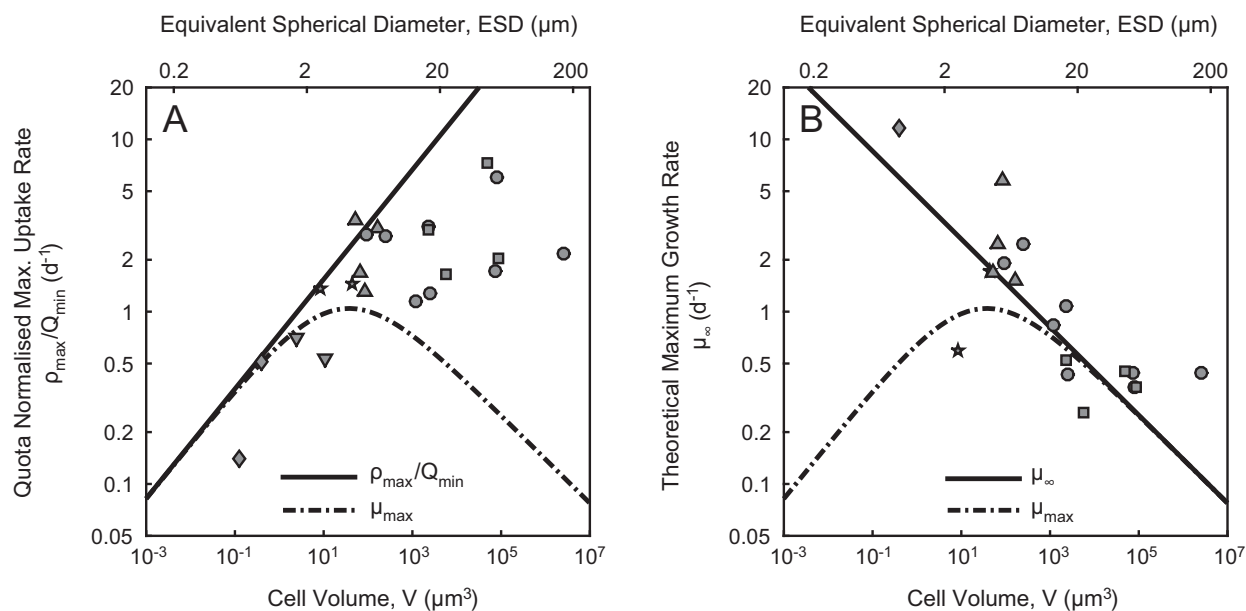 Equivalent Spherical Diameter, ESD (µm)
0.2 2 20 200
A
20
10
5
2
1
0.5
0.2
0.1
0.05
Quota Normalised Max. Uptake Rate
ρmax/Qmin (d-1)
ρmax/Qmin
μmax
10-3 10-1 101 103 105 107
Cell Volume, V (µm3)
Equivalent Spherical Diameter, ESD (µm)
0.2 2 20 200
B
20
10
5
2
1
0.5
0.2
0.1
0.05
Theoretical Maximum Growth Rate
μ∞ (d-1)
μ∞
μmax
10-3 10-1 101 103 105 107
Cell Volume, V (µm3)